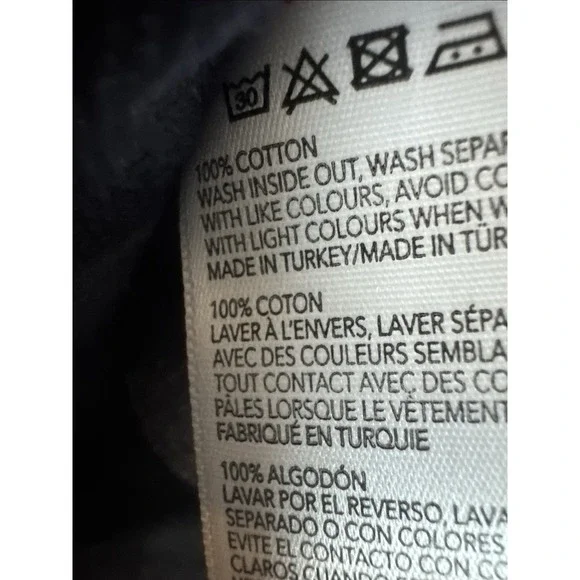 30
100% COTTON
WASH INSIDE OUT, WASH SEPAR
WITH LIKE COLOURS, AVOID CO
WITH LIGHT COLOURS WHEN W
MADE IN TURKEY/MADE IN TÜR
100% COTON
LAVER À L'ENVERS, LAVER SÉPA
AVEC DES COULEURS SEMBLA
TOUT CONTACT AVEC DES CO
PÂLES LORSQUE LE VÊTEMENT
FABRIQUÉ EN TURQUIE
100% ALGODÓN
LAVAR POR EL REVERSO, LAVA
SEPARADO O CON COLORES
EVITE EL CONTACTO CON CO
CLAROS CUANDO